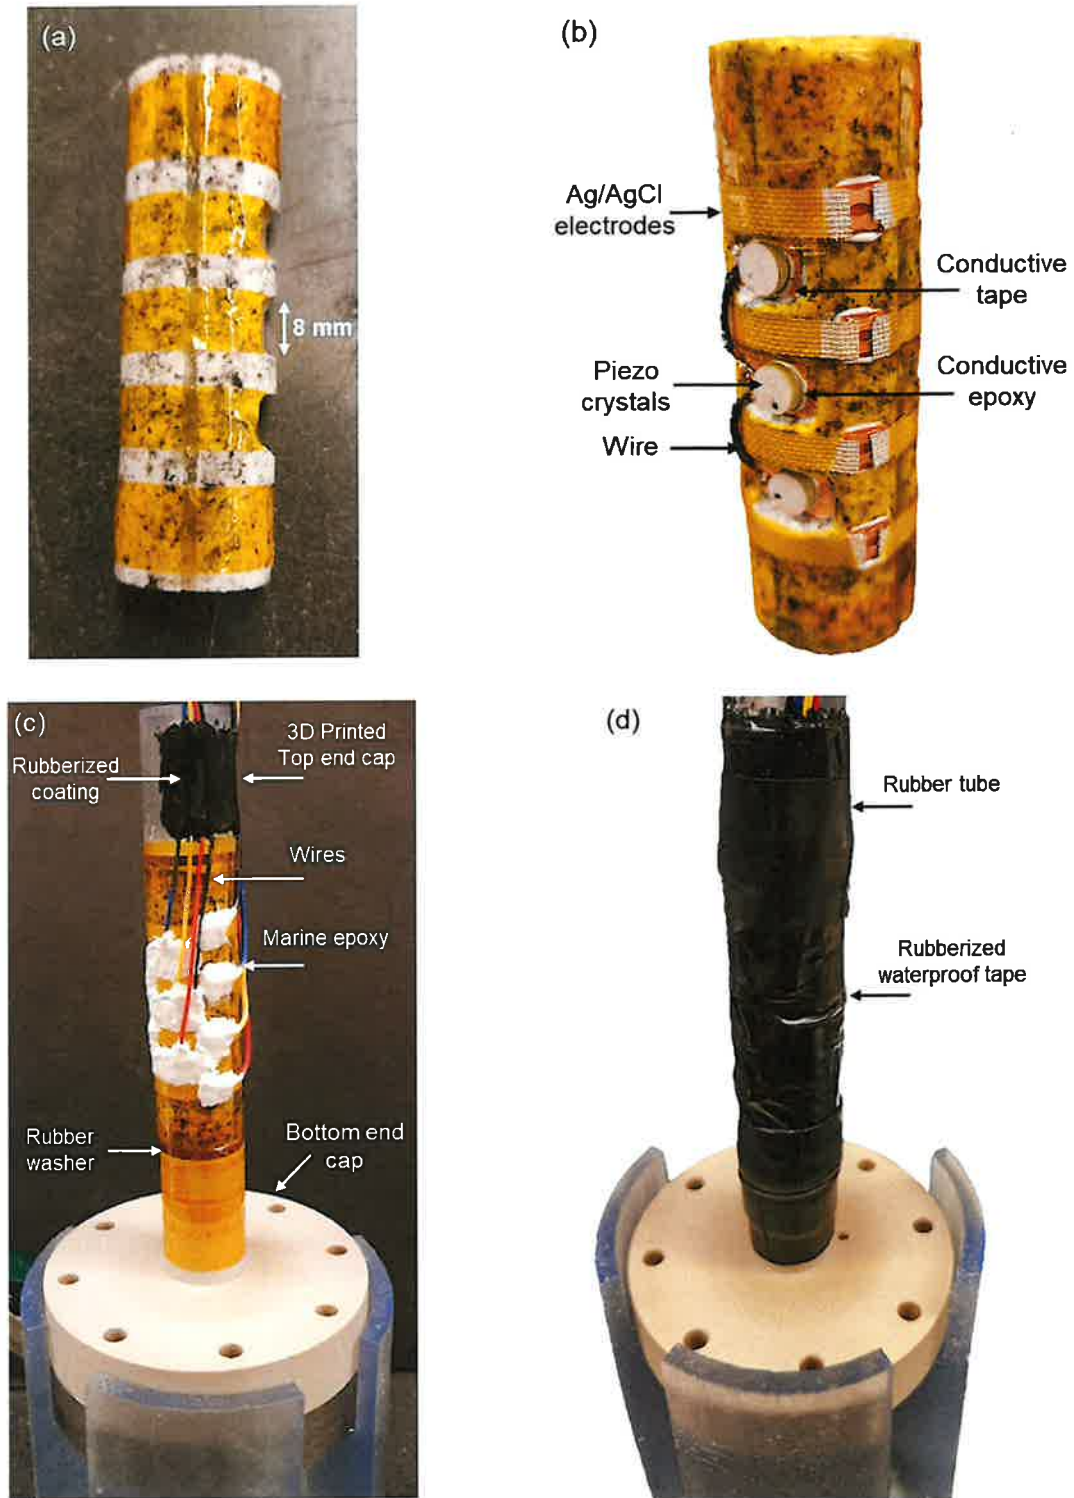 (a)
8 mm
(b)
Ag/AgCl
electrodes
Conductive
tape
Piezo
crystals
Conductive
epoxy
Wire
(c)
Rubberized
coating
3D Printed
Top end cap
Wires
Marine epoxy
Rubber
washer
Bottom end
cap
(d)
Rubber tube
Rubberized
waterproof tape